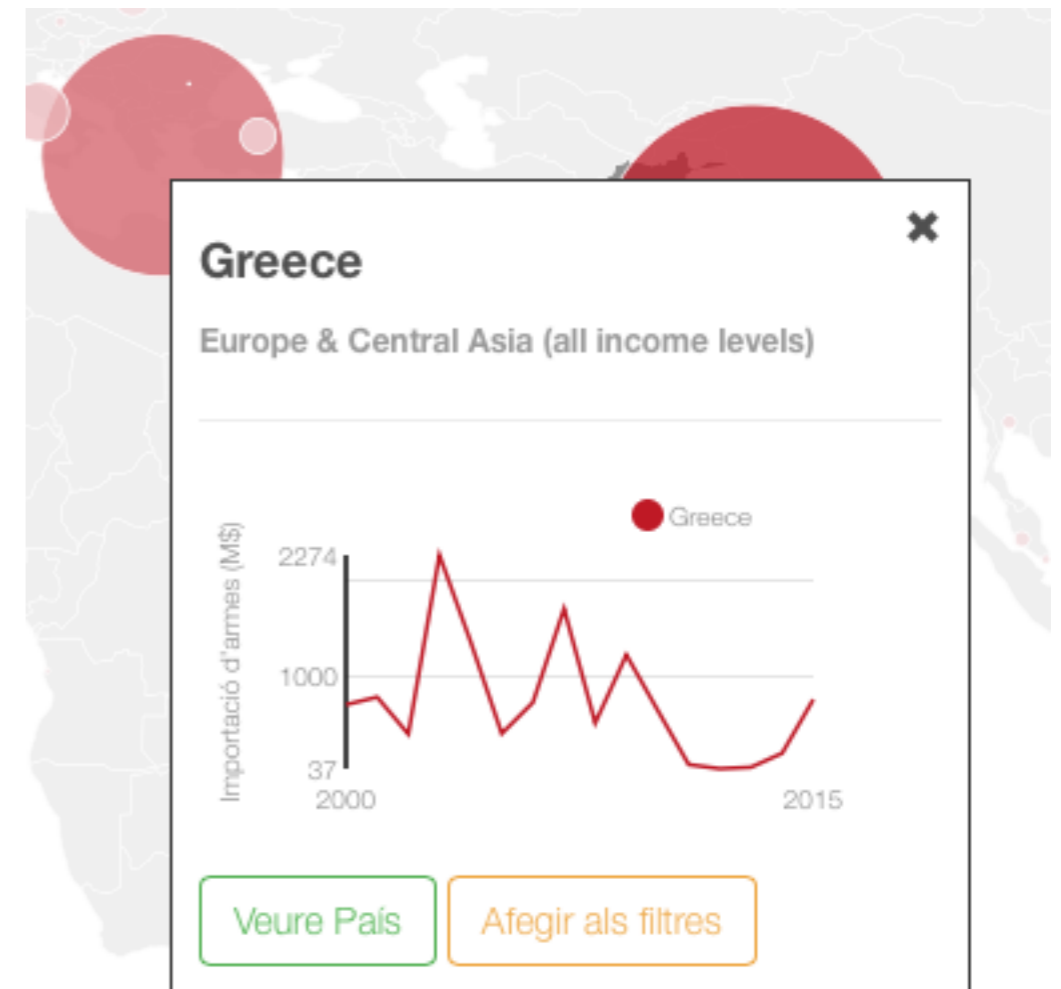 Greece
Europe & Central Asia (all income levels)
Greece
Importació d'armes (M$)
2274
1000
37
2000
2015
Veure País
Afegir als filtres